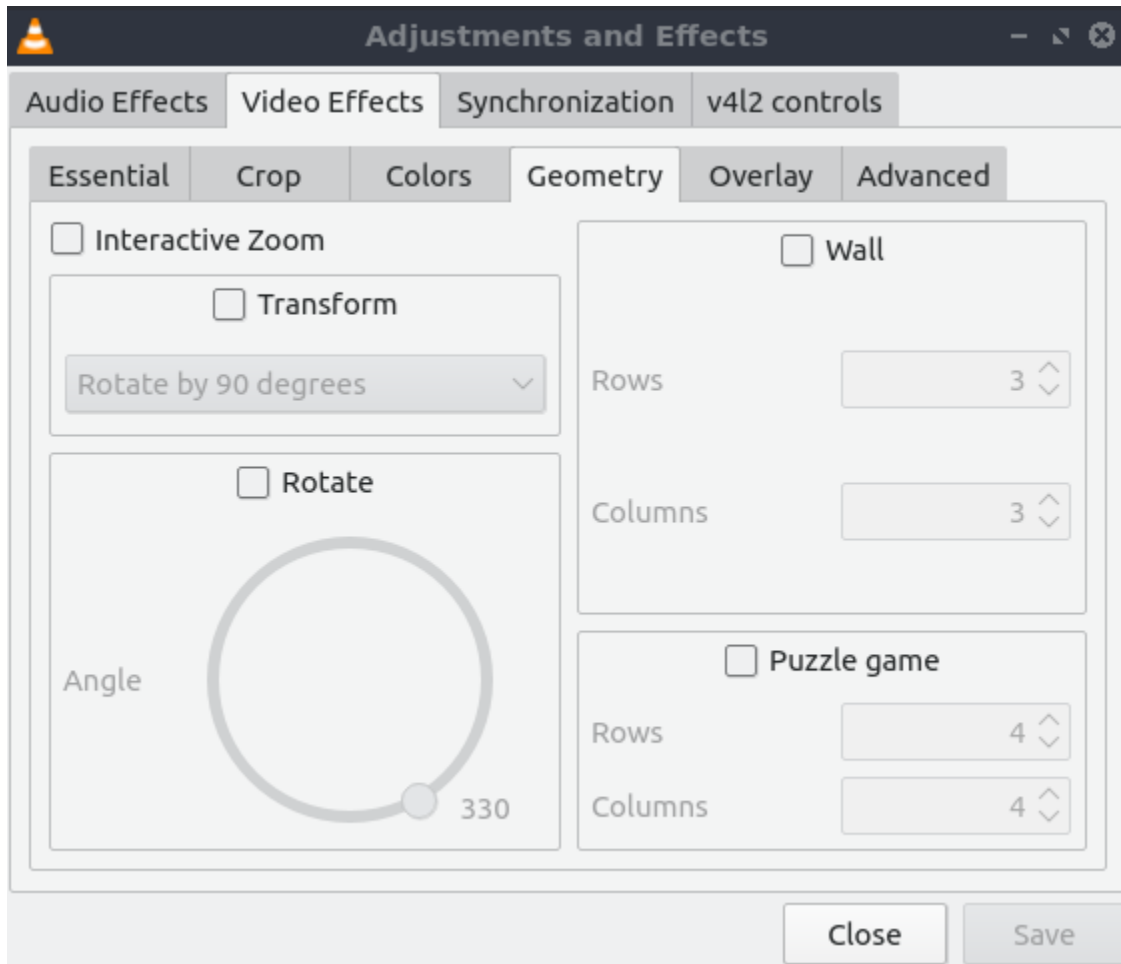 Adjustments and Effects
Audio Effects Video Effects Synchronization v4l2 controls
Essential Crop Colors Geometry Overlay Advanced
Interactive Zoom
Transform
Rotate by 90 degrees
Rotate
Angle
330
Wall
Rows 3
Columns 3
Puzzle game
Rows 4
Columns 4
Close Save